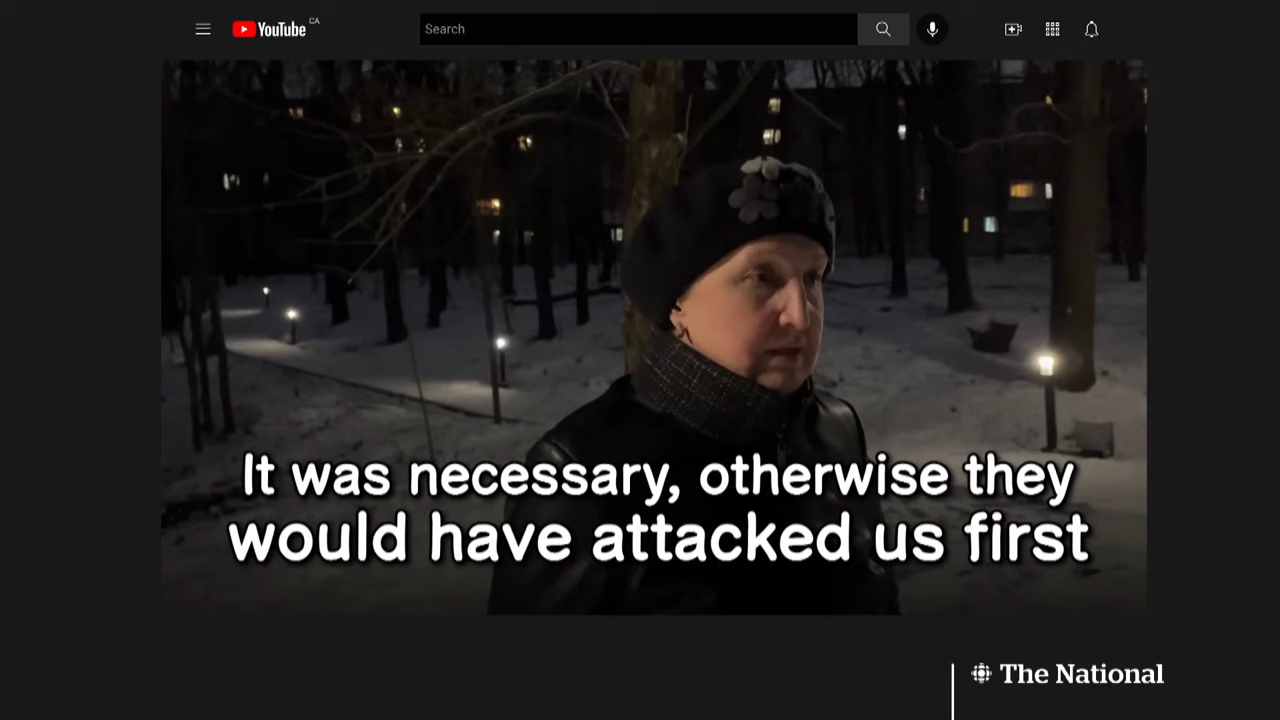 YouTube CA
Search
It was necessary, otherwise they
would have attacked us first
The National